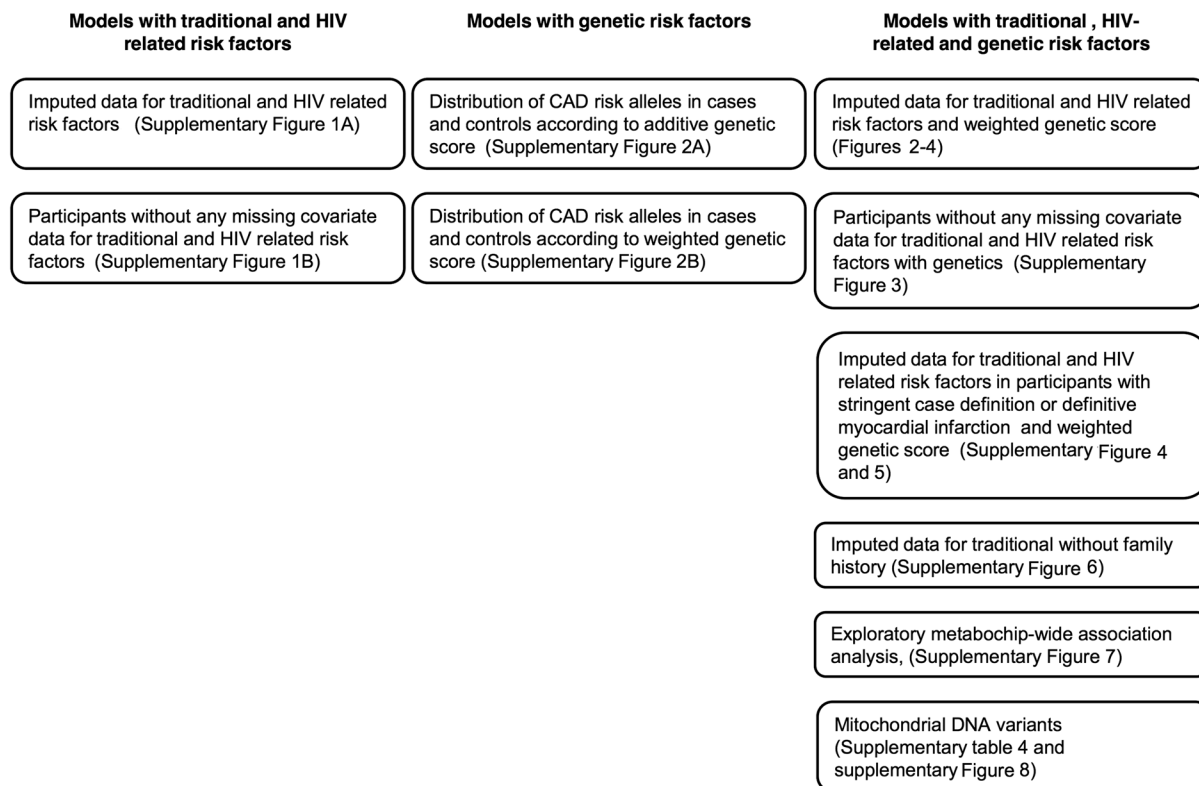 Models with traditional and HIV
related risk factors
Imputed data for traditional and HIV related
risk factors (Supplementary Figure 1A)
Participants without any missing covariate
data for traditional and HIV related risk
factors (Supplementary Figure 1B)
Models with genetic risk factors
Distribution of CAD risk alleles in cases
and controls according to additive genetic
score (Supplementary Figure 2A)
Distribution of CAD risk alleles in cases
and controls according to weighted genetic
score (Supplementary Figure 2B)
Models with traditional , HIV-
related and genetic risk factors
Imputed data for traditional and HIV related
risk factors and weighted genetic score
(Figures 2-4)
Participants without any missing covariate
data for traditional and HIV related risk
factors with genetics (Supplementary
Figure 3)
Imputed data for traditional and HIV
related risk factors in participants with
stringent case definition or definitive
myocardial infarction and weighted
genetic score (Supplementary Figure 4
and 5)
Imputed data for traditional without family
history (Supplementary Figure 6)
Exploratory metabochip-wide association
analysis, (Supplementary Figure 7)
Mitochondrial DNA variants
(Supplementary table 4 and
supplementary Figure 8)